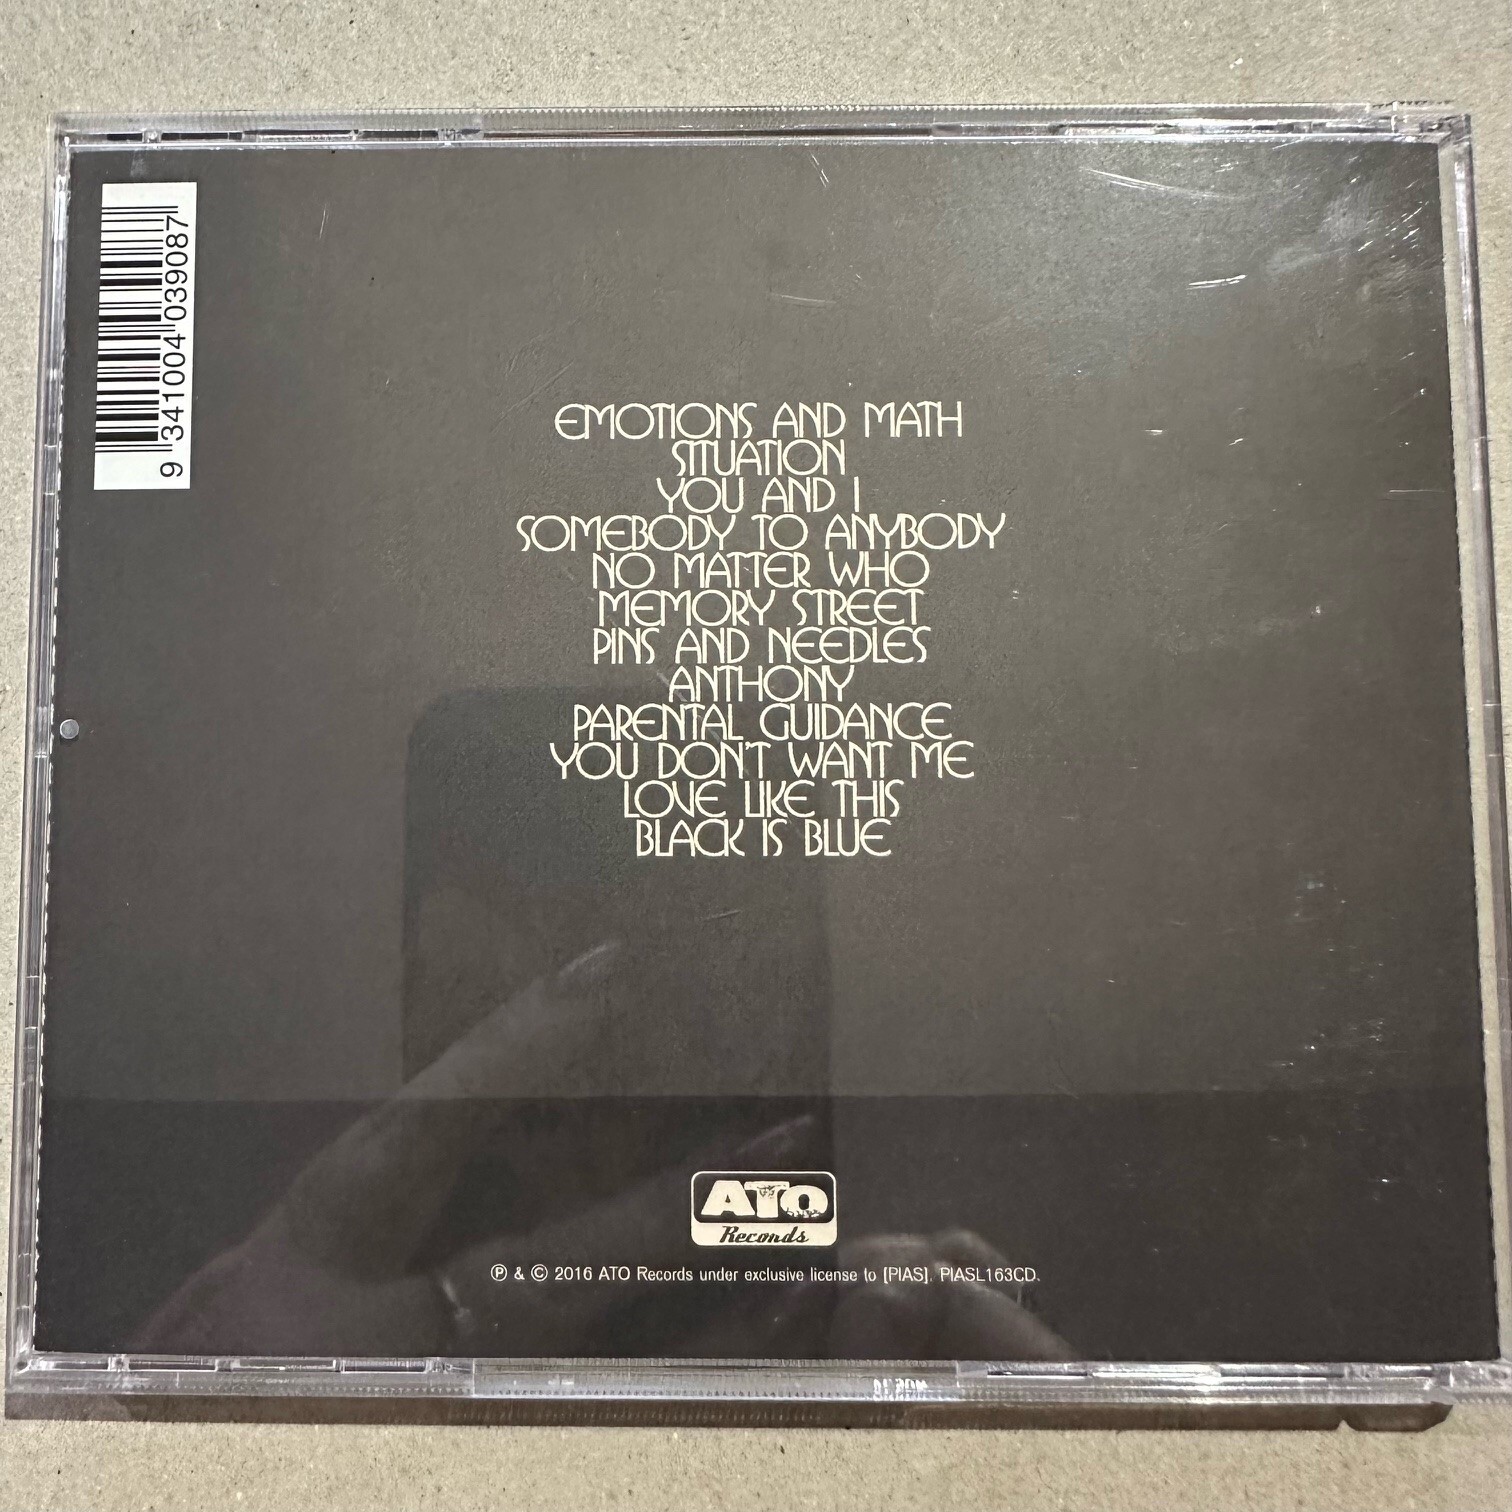 9 341004 039087
EMOTIONS AND MATH
SITUATION
YOU AND I
SOMEBODY TO ANYBODY
NO MATTER WHO
MEMORY STREET
PINS AND NEEDLES
ANTHONY
PARENTAL GUIDANCE
YOU DON'T WANT ME
LOVE LIKE THIS
BLACK IS BLUE
ATO
Records
℗ & © 2016 ATO Records under exclusive license to [PIAS]. PIASL163CD.